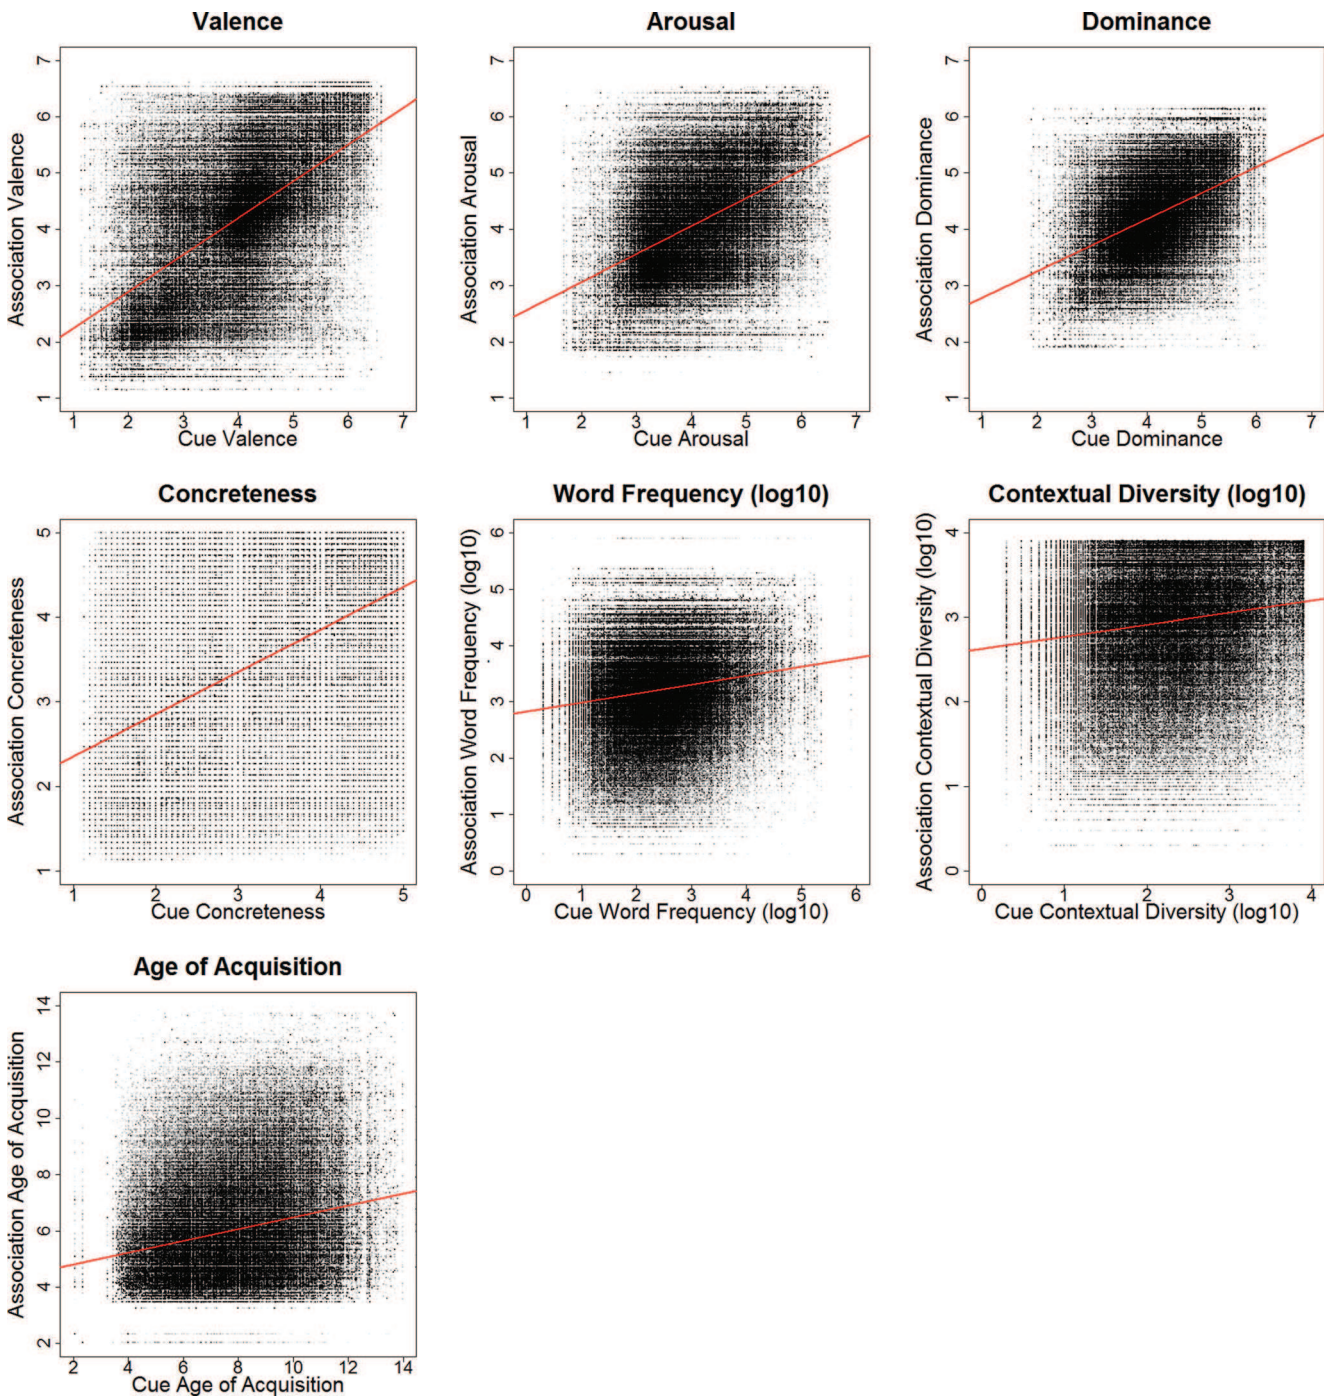 Valence
Arousal
Dominance
Association Valence
7
6
5
4
3
2
1
1 2 3 4 5 6 7
Cue Valence
Association Arousal
7
6
5
4
3
2
1
1 2 3 4 5 6 7
Cue Arousal
Association Dominance
7
6
5
4
3
2
1
1 2 3 4 5 6 7
Cue Dominance
Concreteness
Word Frequency (log10)
Contextual Diversity (log10)
Association Concreteness
5
4
3
2
1
1 2 3 4 5
Cue Concreteness
Association Word Frequency (log10)
6
5
4
3
2
1
0
0 1 2 3 4 5 6
Cue Word Frequency (log10)
Association Contextual Diversity (log10)
4
3
2
1
0
0 1 2 3 4
Cue Contextual Diversity (log10)
Age of Acquisition
Association Age of Acquisition
14
12
10
8
6
4
2
2 4 6 8 10 12 14
Cue Age of Acquisition